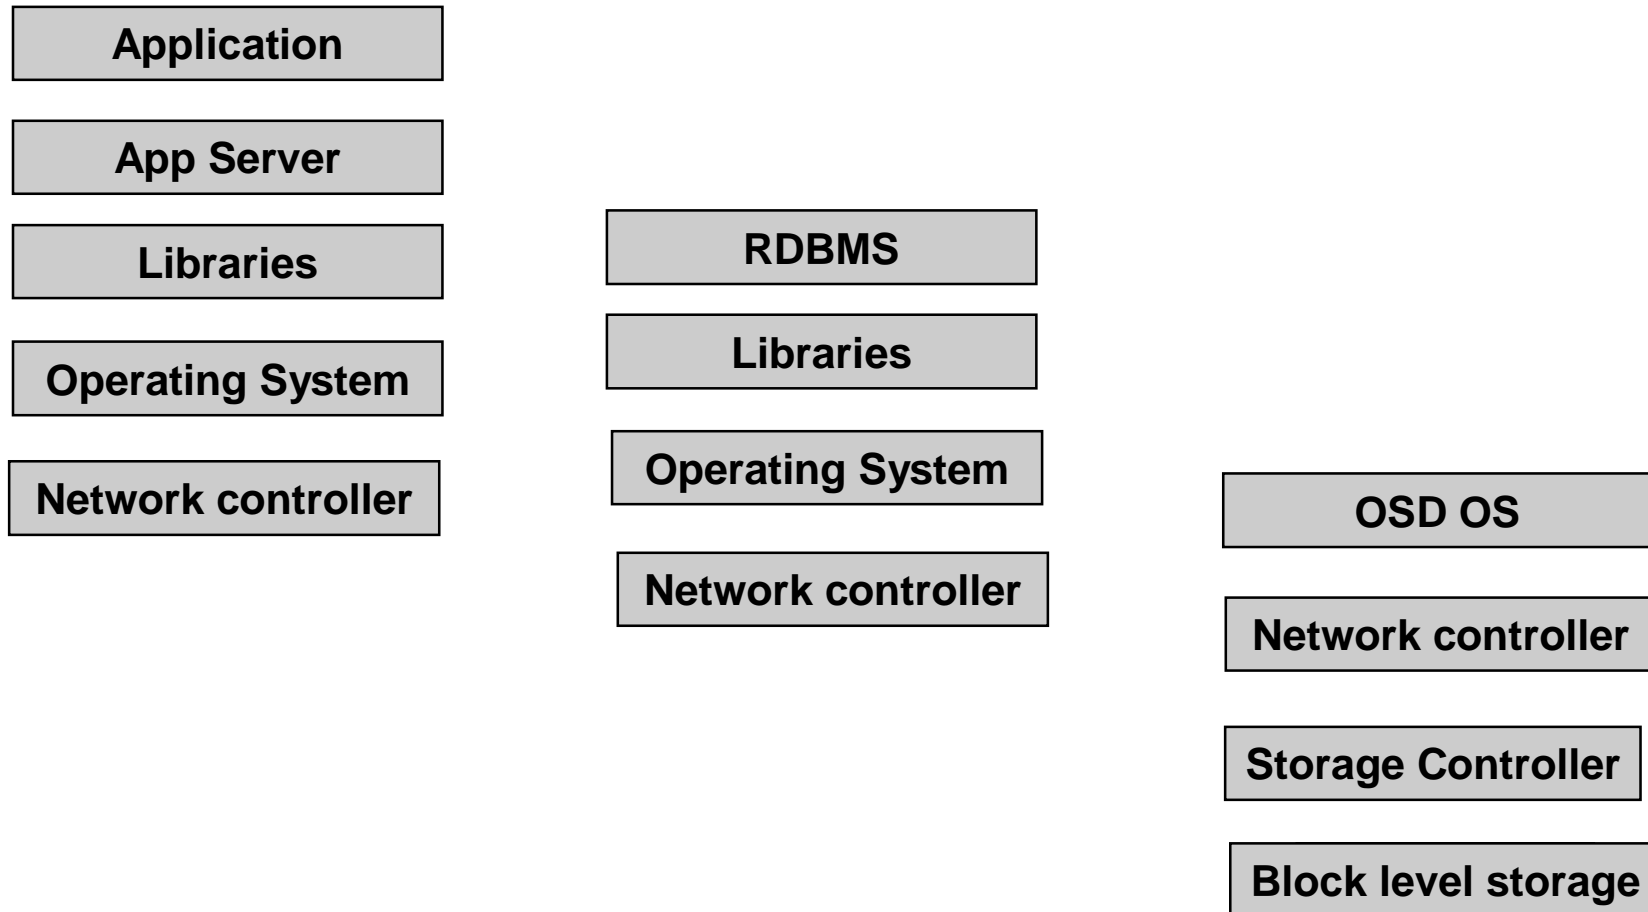 Application
App Server
Libraries
Operating System
Network controller
RDBMS
Libraries
Operating System
Network controller
OSD OS
Network controller
Storage Controller
Block level storage